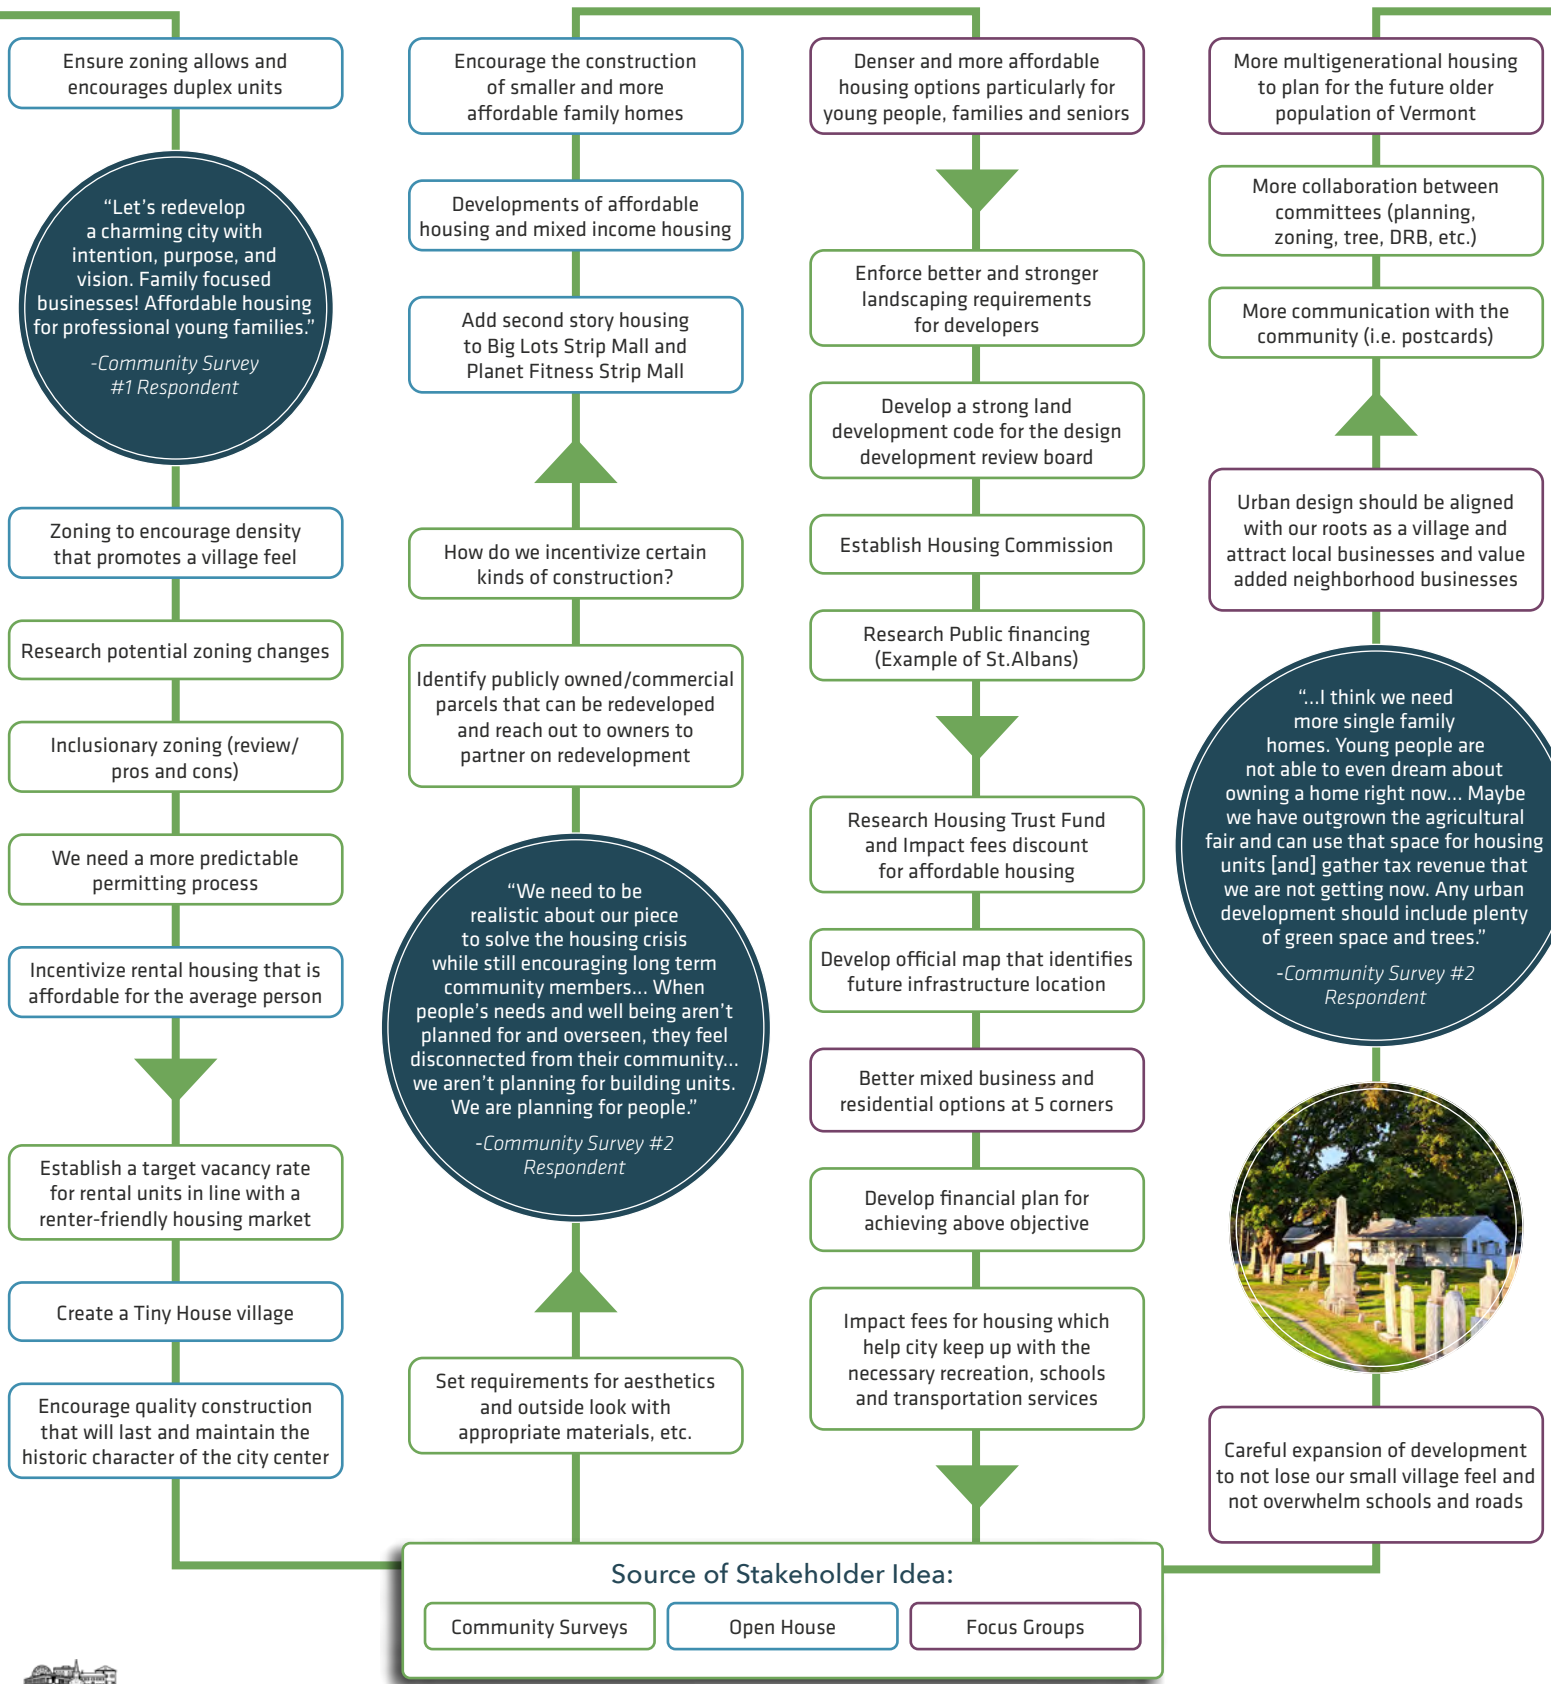 Ensure zoning allows and
encourages duplex units
“Let’s redevelop
a charming city with
intention, purpose, and
vision. Family focused
businesses! Affordable housing
for professional young families.”
-Community Survey
#1 Respondent
Zoning to encourage density
that promotes a village feel
Research potential zoning changes
Inclusionary zoning (review/
pros and cons)
We need a more predictable
permitting process
Incentivize rental housing that is
affordable for the average person
Establish a target vacancy rate
for rental units in line with a
renter-friendly housing market
Create a Tiny House village
Encourage quality construction
that will last and maintain the
historic character of the city center
Encourage the construction
of smaller and more
affordable family homes
Developments of affordable
housing and mixed income housing
Add second story housing
to Big Lots Strip Mall and
Planet Fitness Strip Mall
How do we incentivize certain
kinds of construction?
Identify publicly owned/commercial
parcels that can be redeveloped
and reach out to owners to
partner on redevelopment
“We need to be
realistic about our piece
to solve the housing crisis
while still encouraging long term
community members... When
people’s needs and well being aren’t
planned for and overseen, they feel
disconnected from their community...
we aren’t planning for building units.
We are planning for people.”
-Community Survey #2
Respondent
Set requirements for aesthetics
and outside look with
appropriate materials, etc.
Denser and more affordable
housing options particularly for
young people, families and seniors
Enforce better and stronger
landscaping requirements
for developers
Develop a strong land
development code for the design
development review board
Establish Housing Commission
Research Public financing
(Example of St.Albans)
Research Housing Trust Fund
and Impact fees discount
for affordable housing
Develop official map that identifies
future infrastructure location
Better mixed business and
residential options at 5 corners
Develop financial plan for
achieving above objective
Impact fees for housing which
help city keep up with the
necessary recreation, schools
and transportation services
More multigenerational housing
to plan for the future older
population of Vermont
More collaboration between
committees (planning,
zoning, tree, DRB, etc.)
More communication with the
community (i.e. postcards)
Urban design should be aligned
with our roots as a village and
attract local businesses and value
added neighborhood businesses
“...I think we need
more single family
homes. Young people are
not able to even dream about
owning a home right now... Maybe
we have outgrown the agricultural
fair and can use that space for housing
units [and] gather tax revenue that
we are not getting now. Any urban
development should include plenty
of green space and trees.”
-Community Survey #2
Respondent
Careful expansion of development
to not lose our small village feel and
not overwhelm schools and roads
Source of Stakeholder Idea:
Community Surveys
Open House
Focus Groups